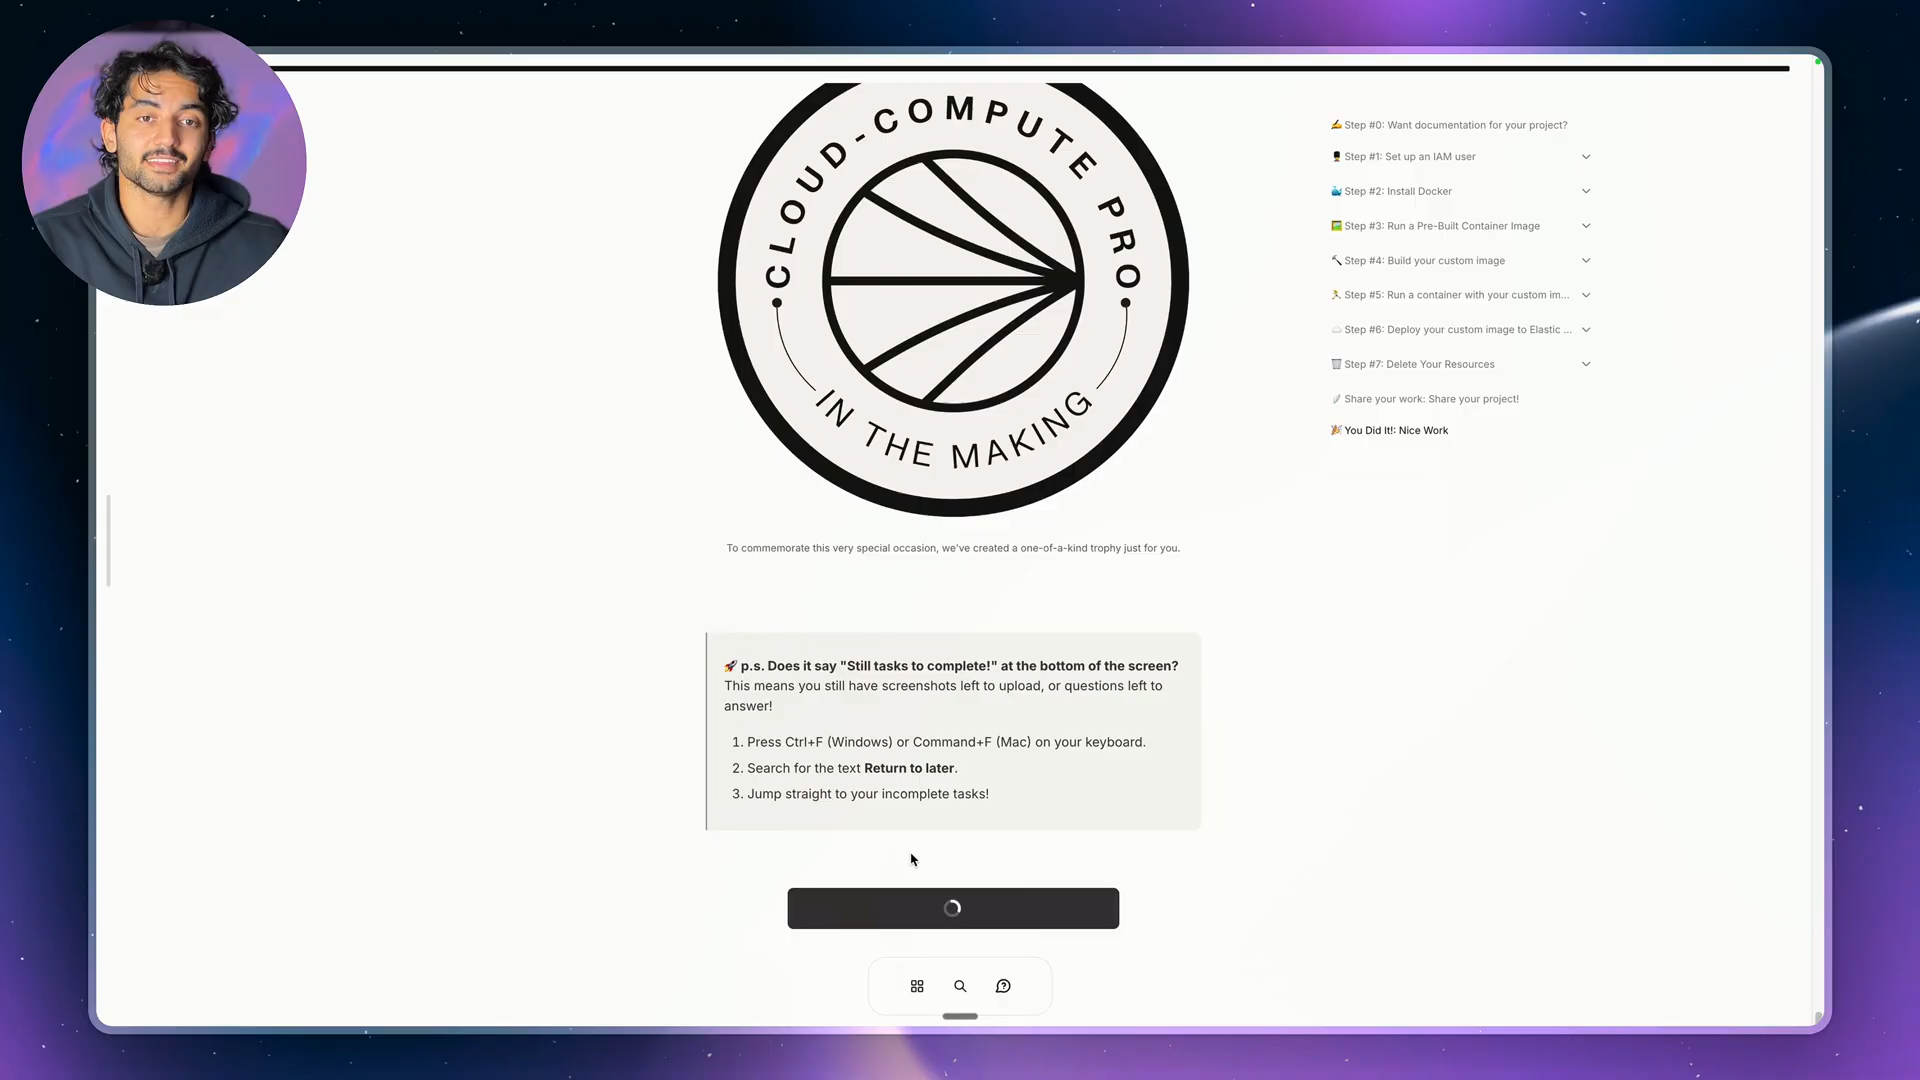 CLOUD-COMPUTE PRO
IN THE MAKING
To commemorate this very special occasion, we've created a one-of-a-kind trophy just for you.
🚀 p.s. Does it say "Still tasks to complete!" at the bottom of the screen?
This means you still have screenshots left to upload, or questions left to
answer!
1. Press Ctrl+F (Windows) or Command+F (Mac) on your keyboard.
2. Search for the text Return to later.
3. Jump straight to your incomplete tasks!
✍️ Step #0: Want documentation for your project?
💂 Step #1: Set up an IAM user
🐳 Step #2: Install Docker
🖼️ Step #3: Run a Pre-Built Container Image
🔨 Step #4: Build your custom image
🏃 Step #5: Run a container with your custom im...
☁️ Step #6: Deploy your custom image to Elastic ...
🗑️ Step #7: Delete Your Resources
🪶 Share your work: Share your project!
🎉 You Did It!: Nice Work